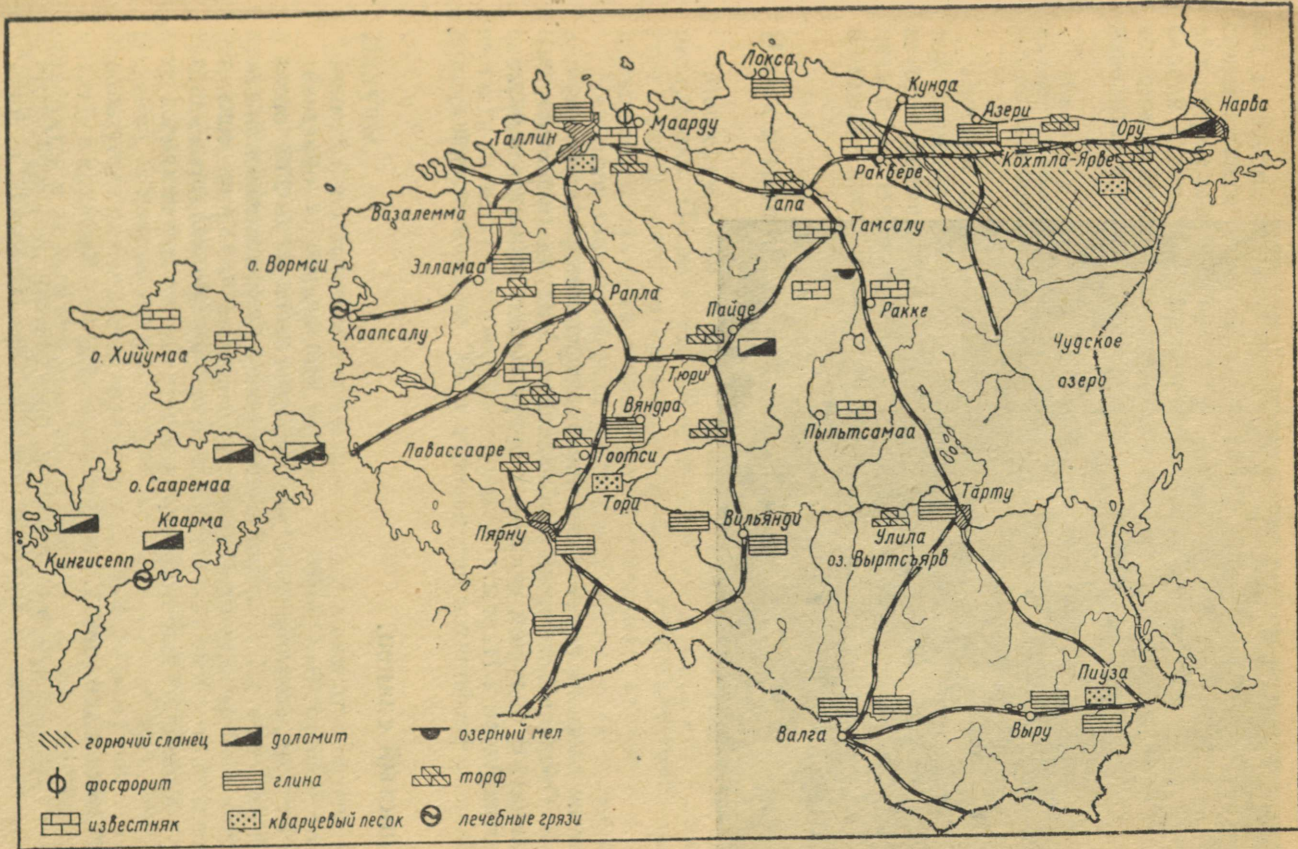 Локса
Кунда
Азери
Нарва
Маарду
Таллин
Ору
Кохтла-Ярве
Раквере
Тапа
Вазалемма
Тамсалу
о. Вормси
Элламаа
Рапла
Пайде
Ракке
Хаапсалу
о. Хийумаа
Чудское
озеро
Тюри
Вяндра
Пыльтсамаа
Лавассааре
Тоотси
о. Сааремаа
Тори
Тарту
Каарма
Пярну
Вильянди
Улила
оз. Выртсъярв
Кингисепп
Пиуза
Валга
Выру
горючий сланец
доломит
озерный мел
фосфорит
глина
торф
известняк
кварцевый песок
лечебные грязи